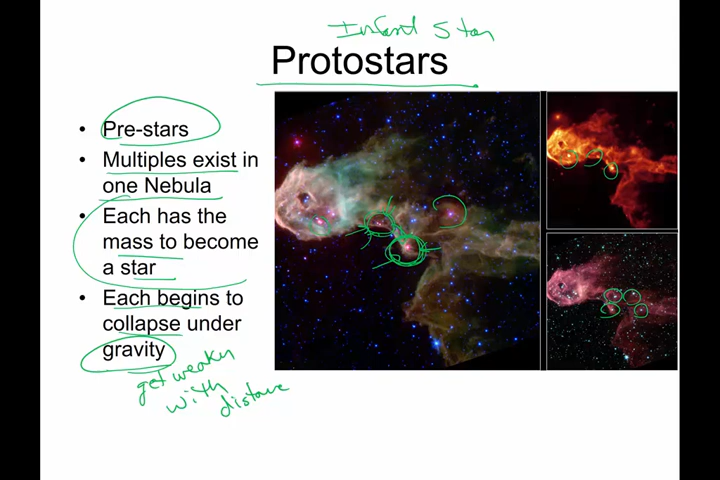 Infant Star
Protostars
• Pre-stars
• Multiples exist in
one Nebula
• Each has the
mass to become
a star
• Each begins to
collapse under
gravity
get weaker
with
distance